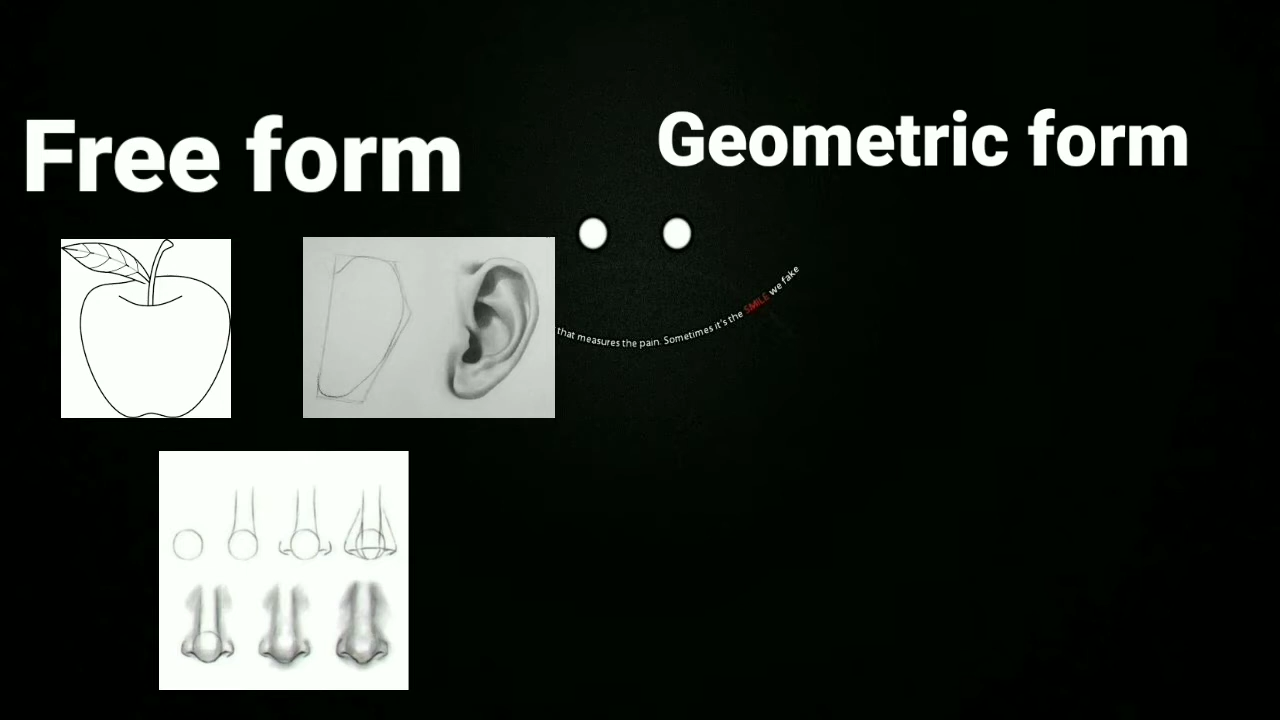 Free form
Geometric form
that measures the pain. Sometimes it's the SMILE we fake